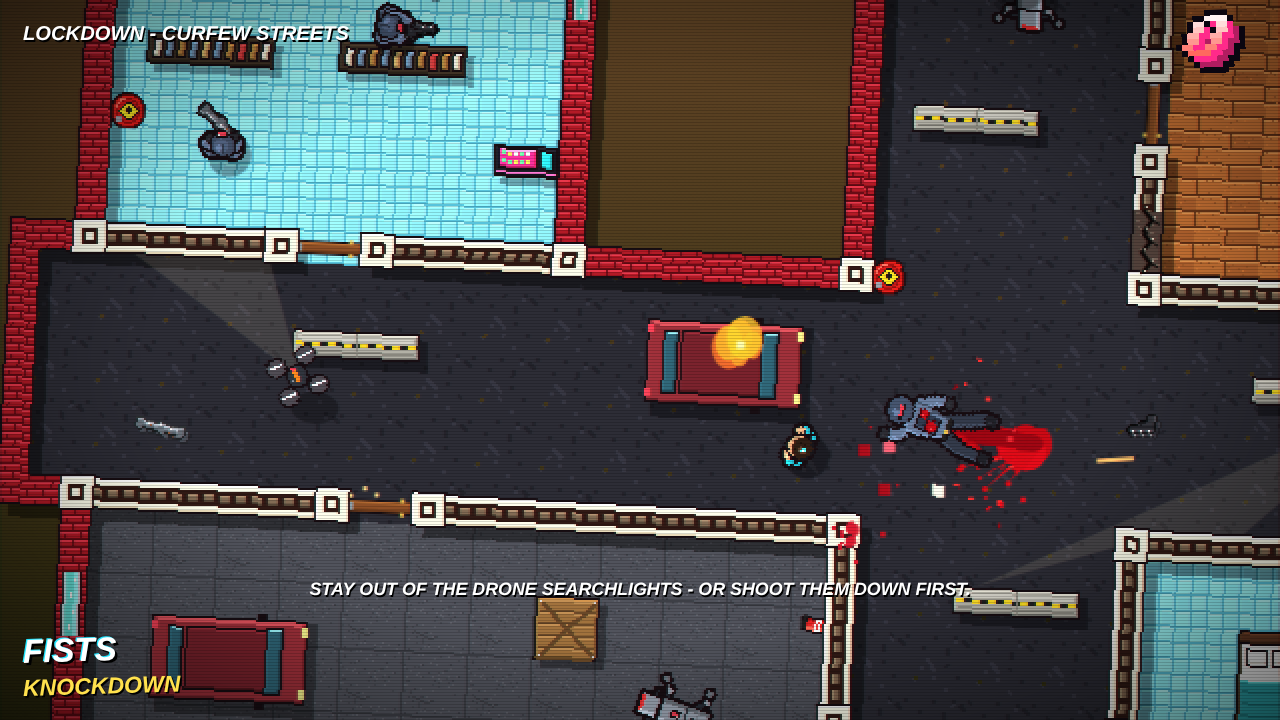 LOCKDOWN - CURFEW STREETS
STAY OUT OF THE DRONE SEARCHLIGHTS - OR SHOOT THEM DOWN FIRST.
FISTS
KNOCKDOWN